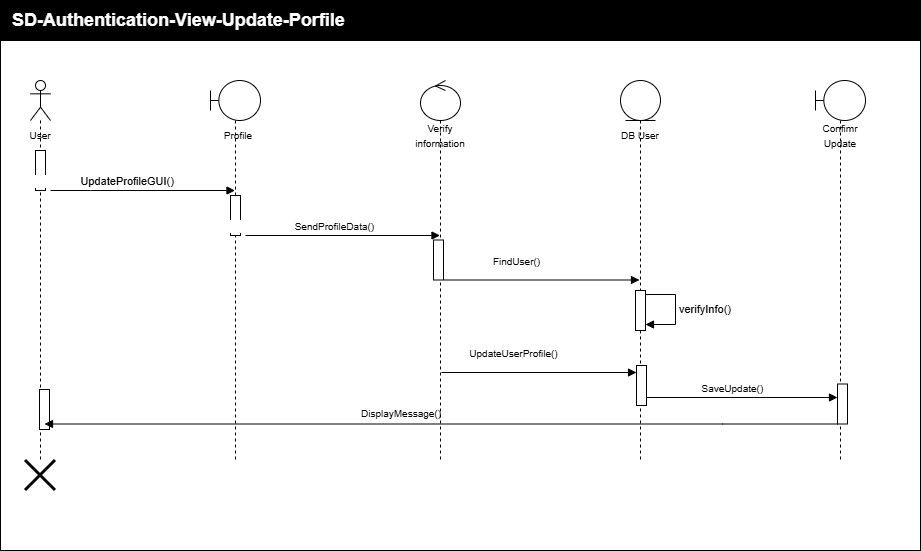 SD-Authentication-View-Update-Porfile
User
Profile
Verify
information
DB User
Confimr
Update
UpdateProfileGUI()
SendProfileData()
FindUser()
verifyInfo()
UpdateUserProfile()
SaveUpdate()
DisplayMessage()